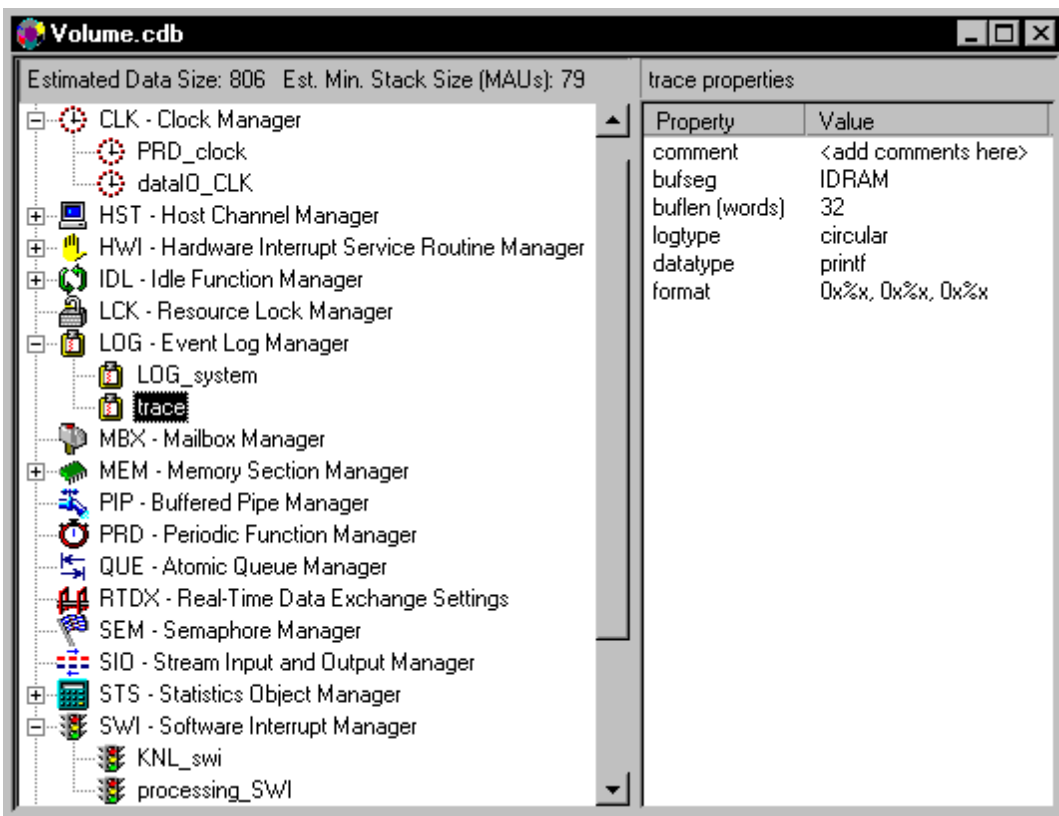 Volume.cdb
Estimated Data Size: 806 Est. Min. Stack Size (MAUs): 79
CLK - Clock Manager
PRD_clock
dataIO_CLK
HST - Host Channel Manager
HWI - Hardware Interrupt Service Routine Manager
IDL - Idle Function Manager
LCK - Resource Lock Manager
LOG - Event Log Manager
LOG_system
trace
MBX - Mailbox Manager
MEM - Memory Section Manager
PIP - Buffered Pipe Manager
PRD - Periodic Function Manager
QUE - Atomic Queue Manager
RTDX - Real-Time Data Exchange Settings
SEM - Semaphore Manager
SIO - Stream Input and Output Manager
STS - Statistics Object Manager
SWI - Software Interrupt Manager
KNL_swi
processing_SWI
trace properties
Property Value
comment <add comments here>
bufseg IDRAM
buflen (words) 32
logtype circular
datatype printf
format 0x%x, 0x%x, 0x%x